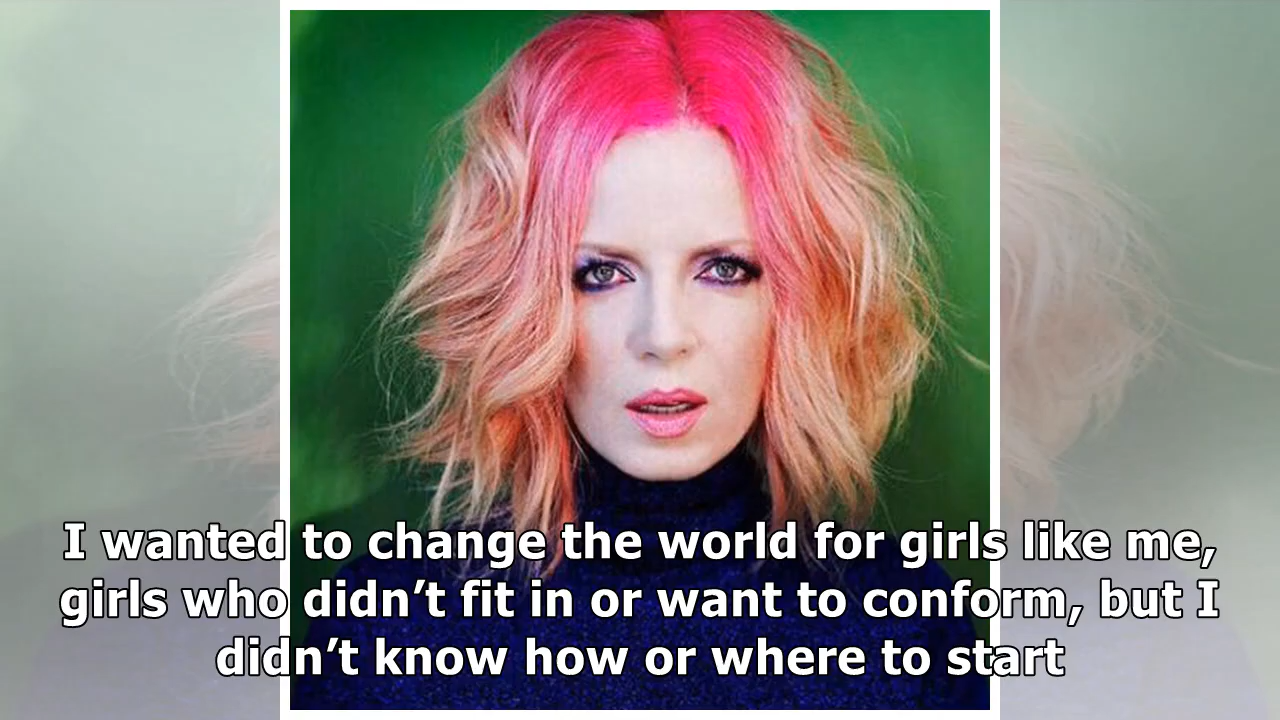 I wanted to change the world for girls like me,
girls who didn’t fit in or want to conform, but I
didn’t know how or where to start